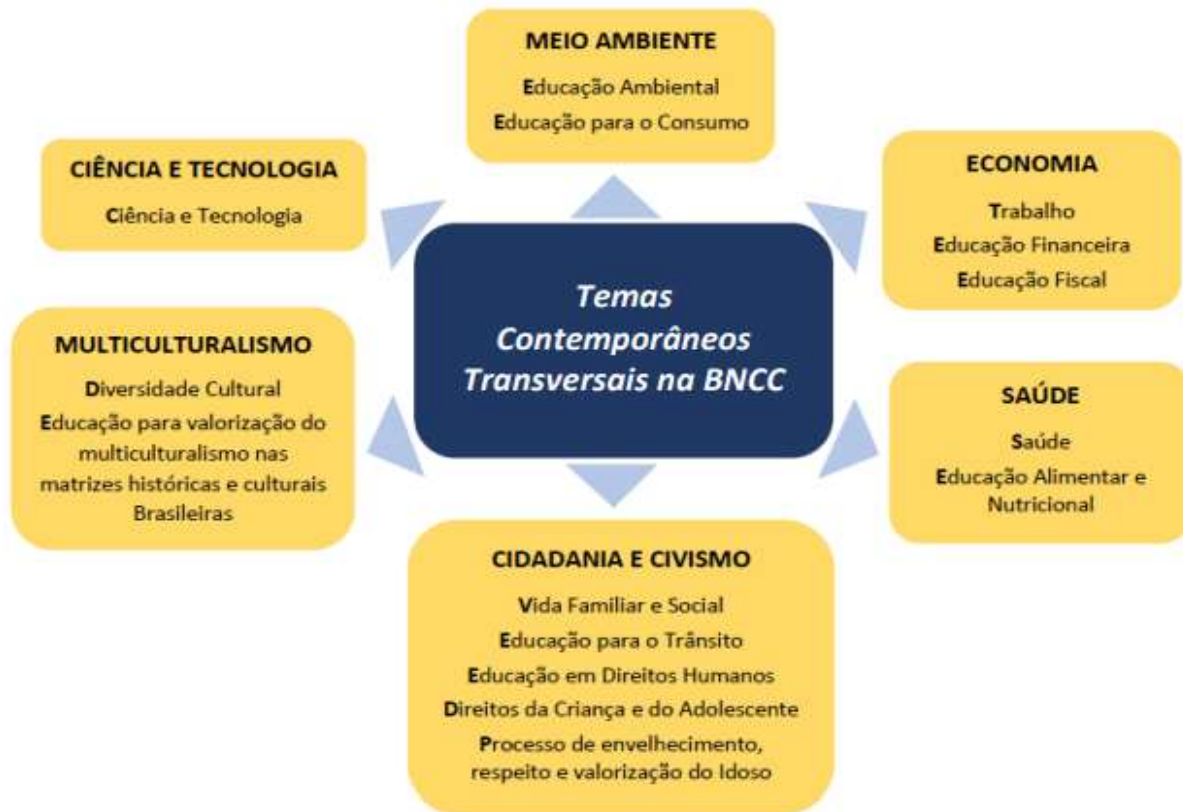 MEIO AMBIENTE
Educação Ambiental
Educação para o Consumo
CIÊNCIA E TECNOLOGIA
Ciência e Tecnologia
ECONOMIA
Trabalho
Educação Financeira
Educação Fiscal
Temas
Contemporâneos
Transversais na BNCC
MULTICULTURALISMO
Diversidade Cultural
Educação para valorização do
multiculturalismo nas
matrizes históricas e culturais
Brasileiras
SAÚDE
Saúde
Educação Alimentar e
Nutricional
CIDADANIA E CIVISMO
Vida Familiar e Social
Educação para o Trânsito
Educação em Direitos Humanos
Direitos da Criança e do Adolescente
Processo de envelhecimento,
respeito e valorização do Idoso